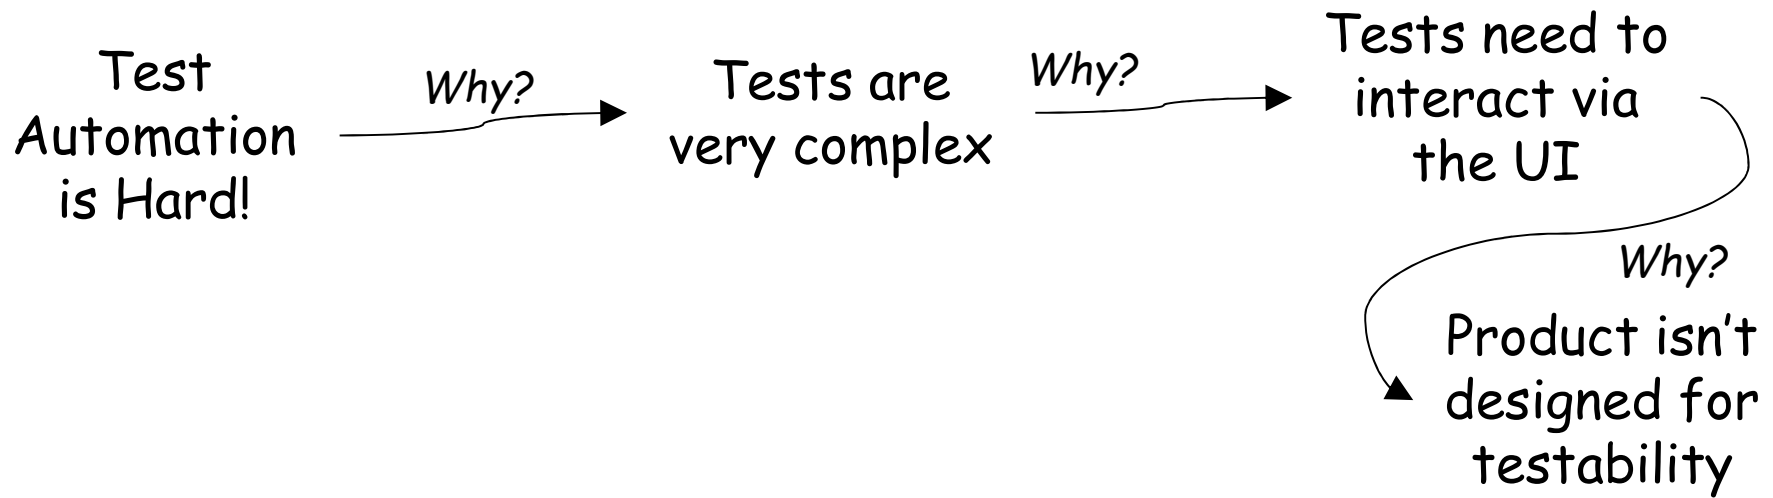 Test
Automation
is Hard!
Why?
Tests are
very complex
Why?
Tests need to
interact via
the UI
Why?
Product isn't
designed for
testability